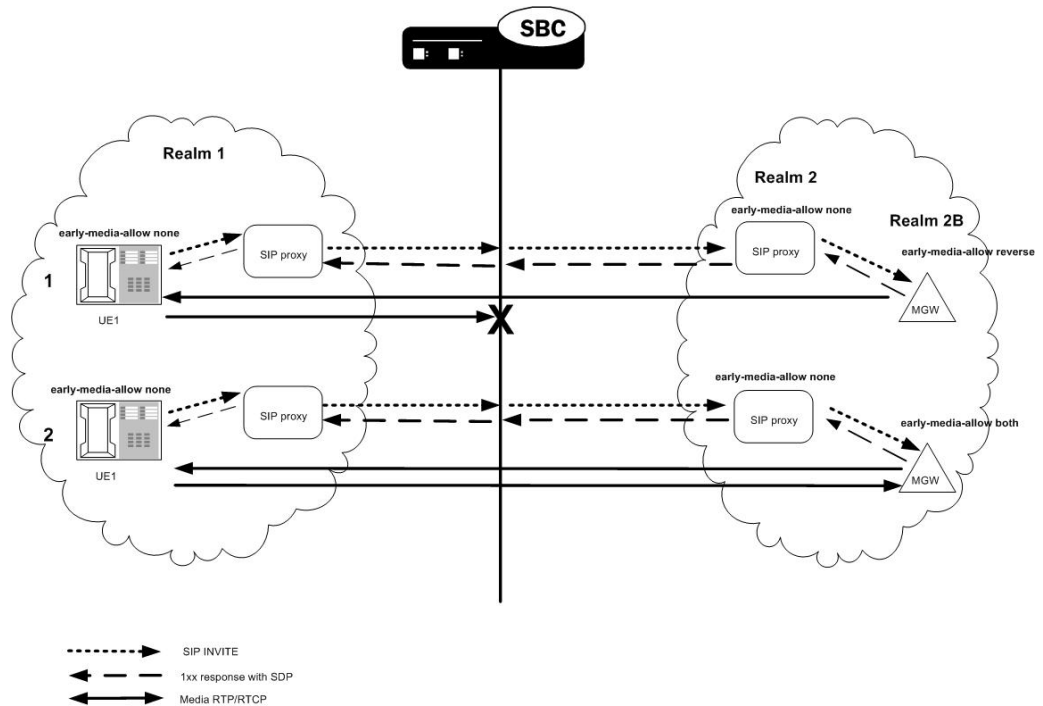 SBC
Realm 1
Realm 2
Realm 2B
early-media-allow none
early-media-allow none
early-media-allow reverse
1
SIP proxy
SIP proxy
UE1
MGW
X
early-media-allow none
early-media-allow none
early-media-allow both
2
SIP proxy
SIP proxy
UE1
MGW
SIP INVITE
1xx response with SDP
Media RTP/RTCP